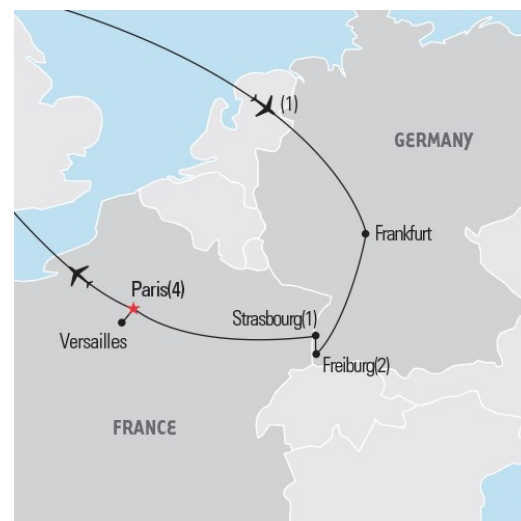 (1)
GERMANY
Frankfurt
Paris(4)
Strasbourg(1)
Versailles
Freiburg(2)
FRANCE